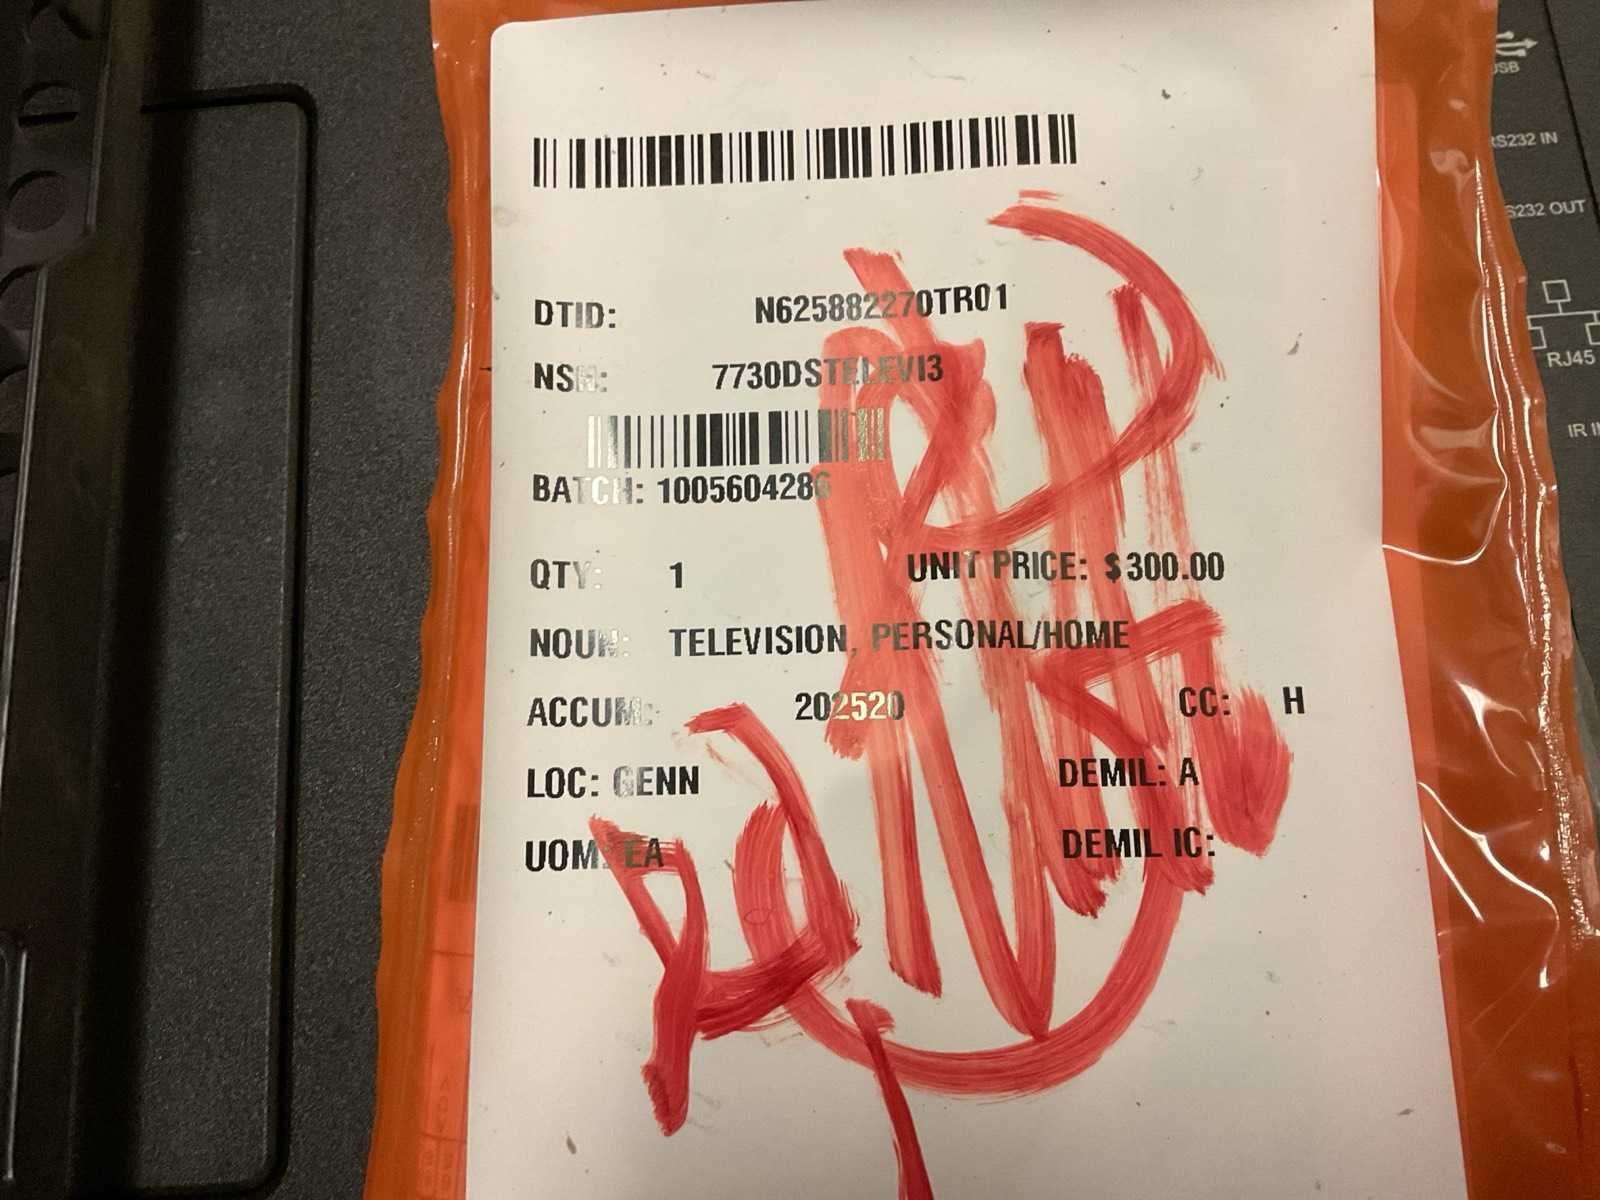 DTID: N625882270TR01
NSN: 7730DSTELEVI3
BATCH: 1005604286
QTY: 1 UNIT PRICE: $300.00
NOUN: TELEVISION, PERSONAL/HOME
ACCUM: 202520 CC: H
LOC: GENN DEMIL: A
UOM: EA DEMIL IC:
USB
RS232 IN
RS232 OUT
RJ45